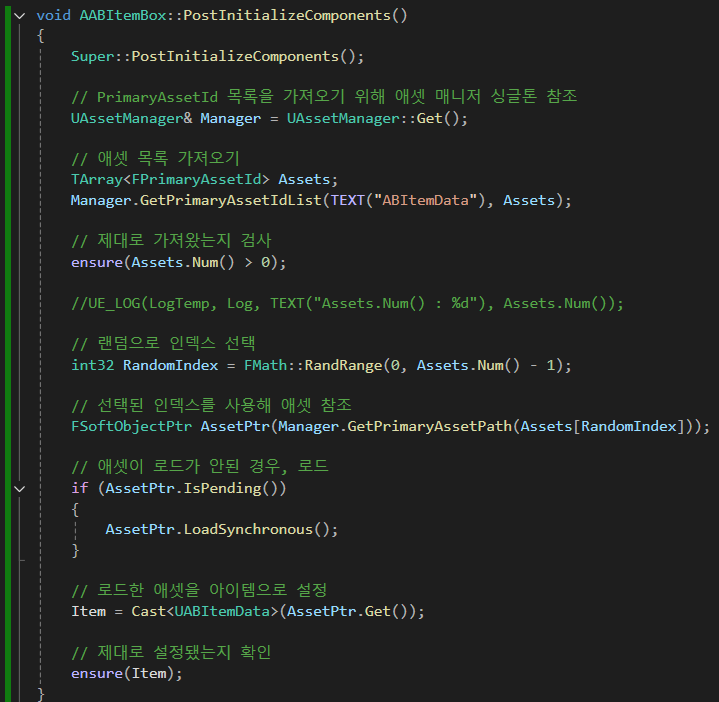 void AABItemBox::PostInitializeComponents()
{
Super::PostInitializeComponents();
// PrimaryAssetId 목록을 가져오기 위해 애셋 매니저 싱글톤 참조
UAssetManager& Manager = UAssetManager::Get();
// 애셋 목록 가져오기
TArray<FPrimaryAssetId> Assets;
Manager.GetPrimaryAssetIdList(TEXT("ABItemData"), Assets);
// 제대로 가져왔는지 검사
ensure(Assets.Num() > 0);
//UE_LOG(LogTemp, Log, TEXT("Assets.Num() : %d"), Assets.Num());
// 랜덤으로 인덱스 선택
int32 RandomIndex = FMath::RandRange(0, Assets.Num() - 1);
// 선택된 인덱스를 사용해 애셋 참조
FSoftObjectPtr AssetPtr(Manager.GetPrimaryAssetPath(Assets[RandomIndex]));
// 애셋이 로드가 안된 경우, 로드
if (AssetPtr.IsPending())
{
AssetPtr.LoadSynchronous();
}
// 로드한 애셋을 아이템으로 설정
Item = Cast<UABItemData>(AssetPtr.Get());
// 제대로 설정됐는지 확인
ensure(Item);
}